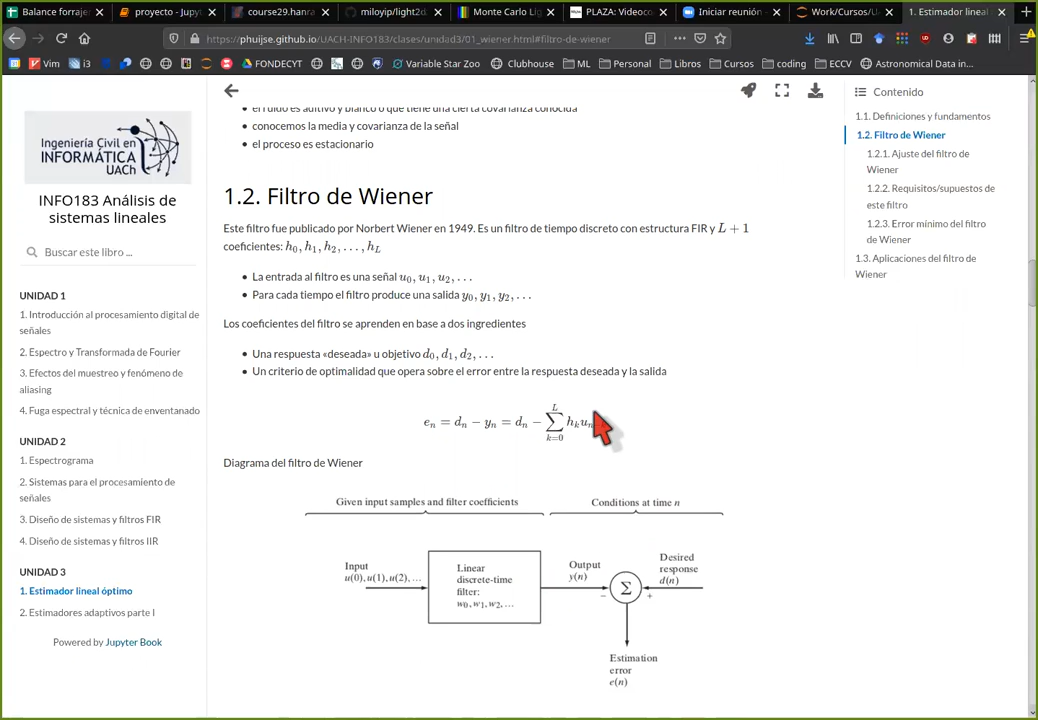 Balance forrajes
proyecto - Jupyt
course29.hanra
miloyip/light2d
Monte Carlo Lig
PLAZA: Videoco
Iniciar reunión
Work/Cursos/U
1. Estimador lineal
https://phuijse.github.io/UACH-INFO183/clases/unidad3/01_wiener.html#filtro-de-wiener
Vim
i3
FONDECYT
Variable Star Zoo
Clubhouse
ML
Personal
Libros
Cursos
coding
ECCV
Astronomical Data in...
Ingeniería Civil en
INFORMÁTICA
UACh
INFO183 Análisis de
sistemas lineales
Buscar este libro ...
UNIDAD 1
1. Introducción al procesamiento digital de
señales
2. Espectro y Transformada de Fourier
3. Efectos del muestreo y fenómeno de
aliasing
4. Fuga espectral y técnica de enventanado
UNIDAD 2
1. Espectrograma
2. Sistemas para el procesamiento de
señales
3. Diseño de sistemas y filtros FIR
4. Diseño de sistemas y filtros IIR
UNIDAD 3
1. Estimador lineal óptimo
2. Estimadores adaptivos parte I
Powered by Jupyter Book
el ruido es aditivo y blanco o que tiene una cierta covarianza conocida
conocemos la media y covarianza de la señal
el proceso es estacionario
1.2. Filtro de Wiener
Este filtro fue publicado por Norbert Wiener en 1949. Es un filtro de tiempo discreto con estructura FIR y L + 1
coeficientes: h₀, h₁, h₂, . . . , h_L
La entrada al filtro es una señal u₀, u₁, u₂, . . .
Para cada tiempo el filtro produce una salida y₀, y₁, y₂, . . .
Los coeficientes del filtro se aprenden en base a dos ingredientes
Una respuesta «deseada» u objetivo d₀, d₁, d₂, . . .
Un criterio de optimalidad que opera sobre el error entre la respuesta deseada y la salida
eₙ = dₙ − yₙ = dₙ − ∑_{k=0}^{L} hₖuₙ
Diagrama del filtro de Wiener
Given input samples and filter coefficients
Conditions at time n
Input
u(0), u(1), u(2), ...
Linear
discrete-time
filter:
w₀, w₁, w₂, ...
Output
y(n)
Desired
response
d(n)
− Σ +
Estimation
error
e(n)
Contenido
1.1. Definiciones y fundamentos
1.2. Filtro de Wiener
1.2.1. Ajuste del filtro de
Wiener
1.2.2. Requisitos/supuestos de
este filtro
1.2.3. Error mínimo del filtro
de Wiener
1.3. Aplicaciones del filtro de
Wiener